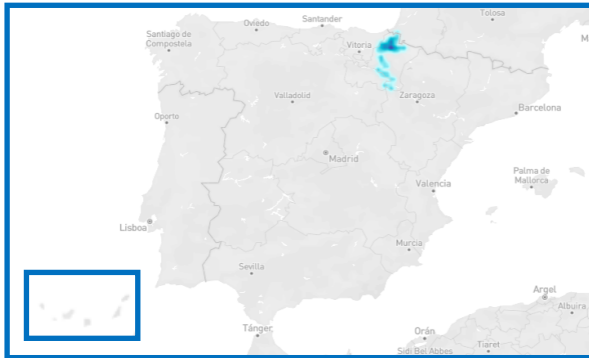 Tolosa
Santander
Oviedo
Santiago de
Compostela
Vitoria
Valladolid
Zaragoza
Barcelona
Oporto
Madrid
Palma de
Mallorca
Valencia
Lisboa
Murcia
Sevilla
Argel
Albuira
Tánger
Orán
Sidi Bel Abbes
Tiaret